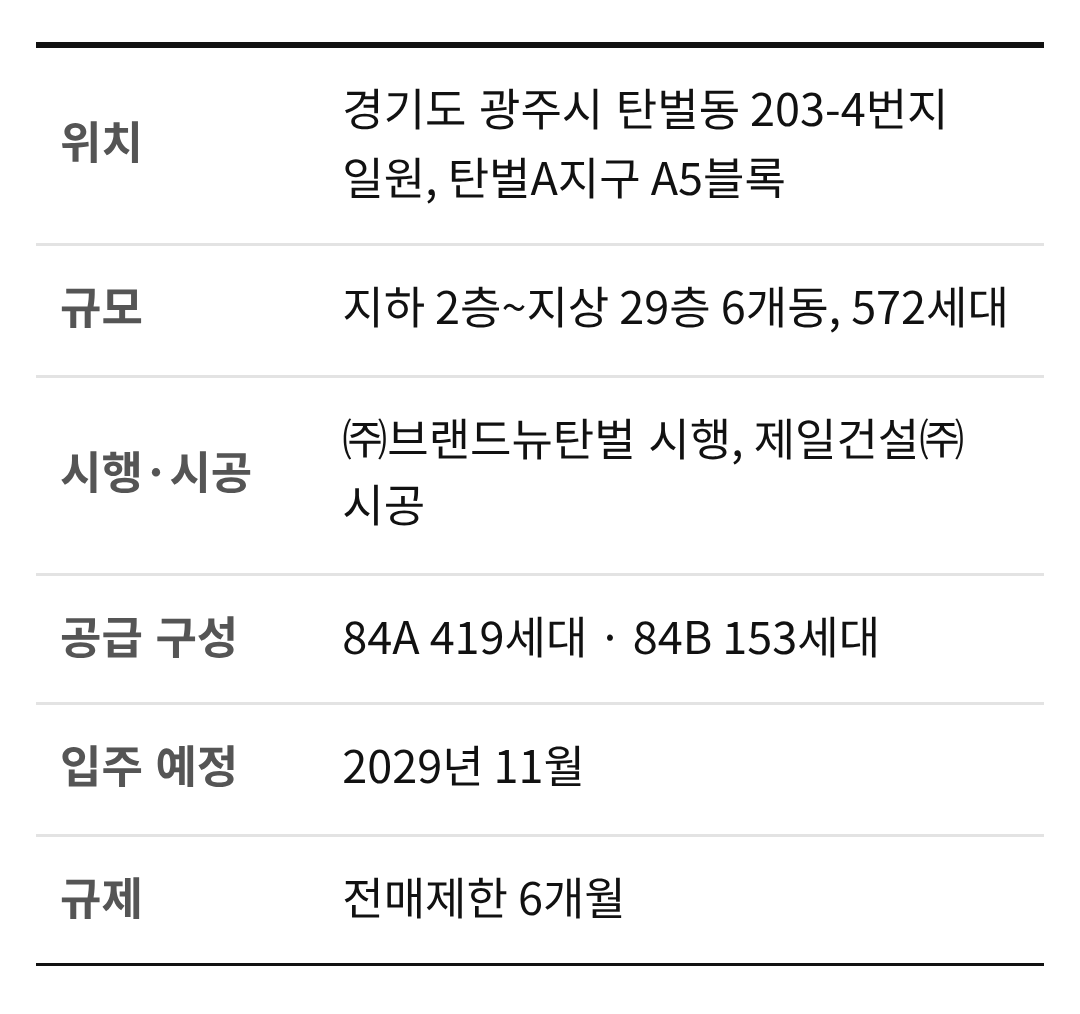 위치
경기도 광주시 탄벌동 203-4번지
일원, 탄벌A지구 A5블록
규모
지하 2층~지상 29층 6개동, 572세대
시행·시공
㈜브랜드뉴탄벌 시행, 제일건설㈜
시공
공급 구성
84A 419세대 · 84B 153세대
입주 예정
2029년 11월
규제
전매제한 6개월